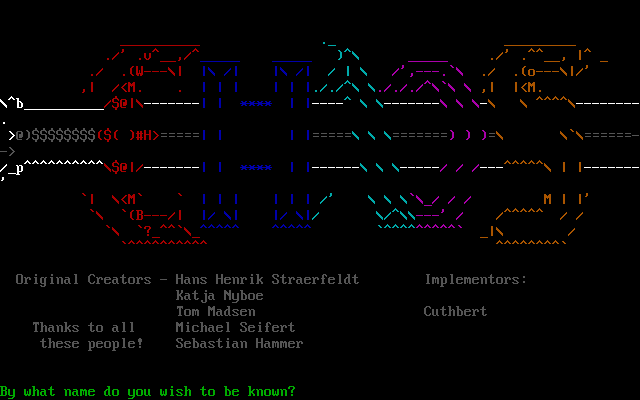 Original Creators - Hans Henrik Straerfeldt Implementors:
Katja Nyboe
Tom Madsen Cuthbert
Thanks to all Michael Seifert
these people! Sebastian Hammer
By what name do you wish to be known?